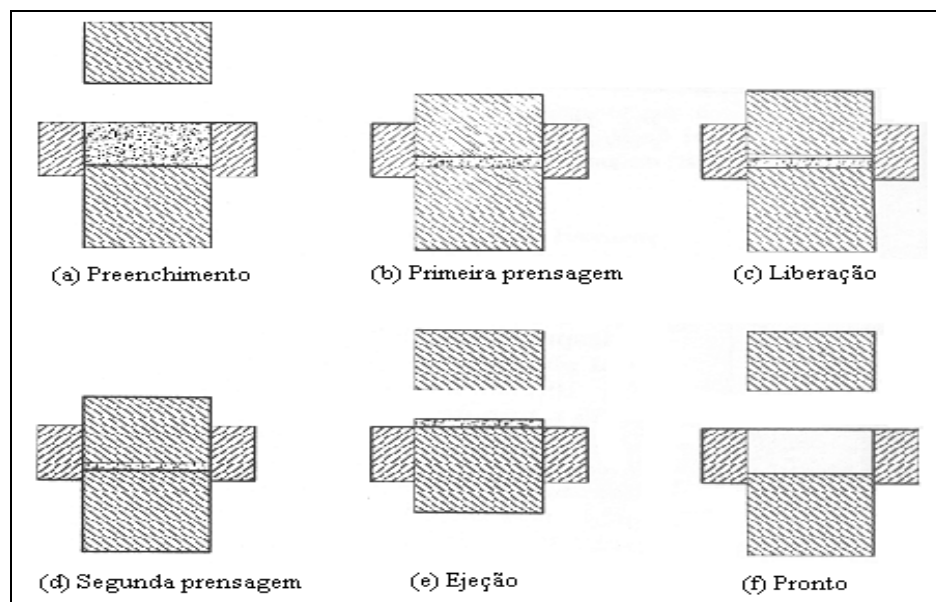 (a) Preenchimento
(b) Primeira prensagem
(c) Liberação
(d) Segunda prensagem
(e) Ejeção
(f) Pronto